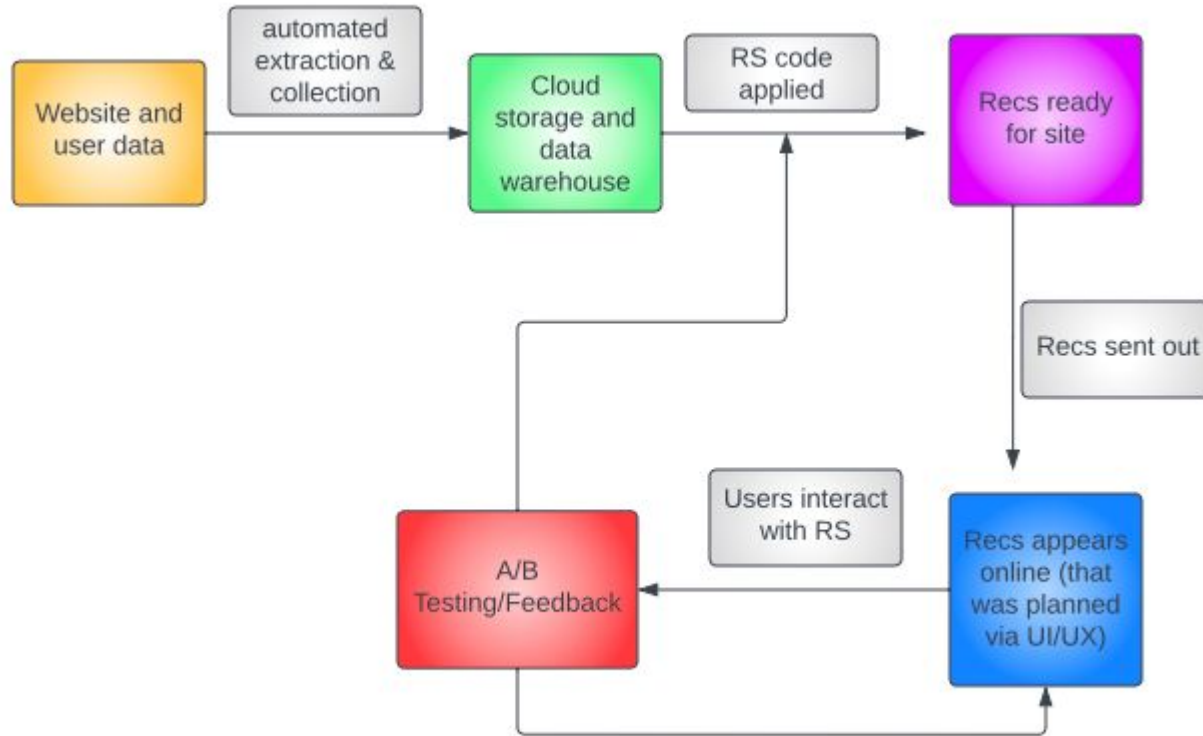 automated
extraction &
collection
Website and
user data
Cloud
storage and
data
warehouse
RS code
applied
Recs ready
for site
Recs sent out
Users interact
with RS
A/B
Testing/Feedback
Recs appears
online (that
was planned
via UI/UX)